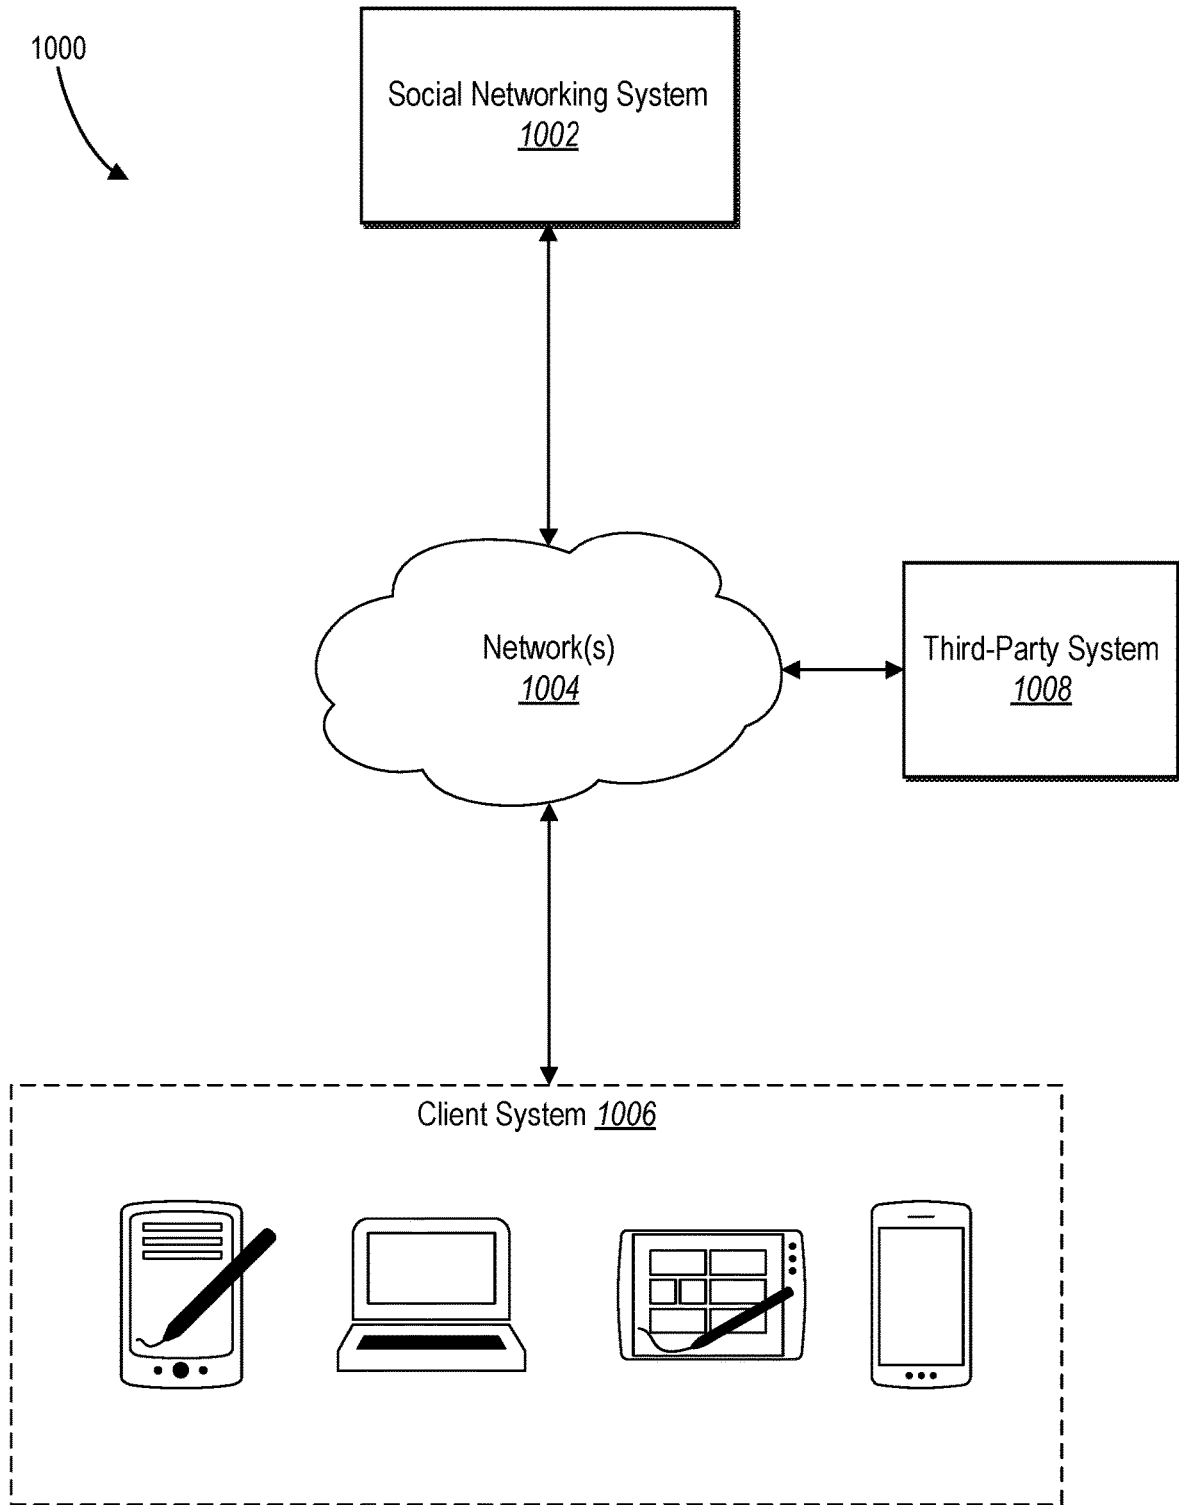 1000
Social Networking System
1002
Network(s)
1004
Third-Party System
1008
Client System 1006